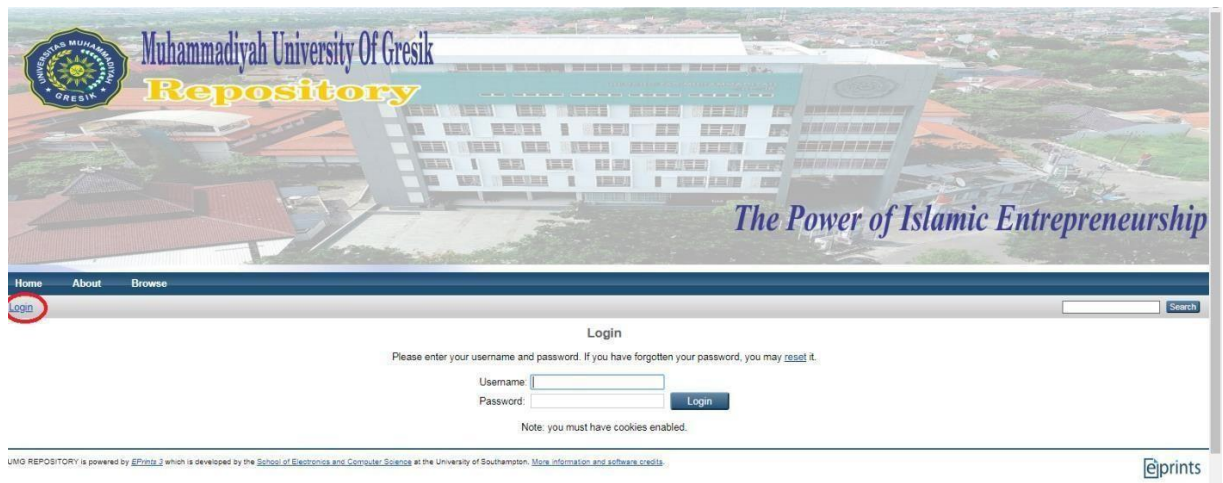 UNIVERSITAS MUHAMMADIYAH
GRESIK
Muhammadiyah University Of Gresik
Repository
The Power of Islamic Entrepreneurship
Home About Browse
Login
Search
Login
Please enter your username and password. If you have forgotten your password, you may reset it.
Username:
Password:
Login
Note: you must have cookies enabled.
UMG REPOSITORY is powered by EPrints 3 which is developed by the School of Electronics and Computer Science at the University of Southampton. More information and software credits.
eprints